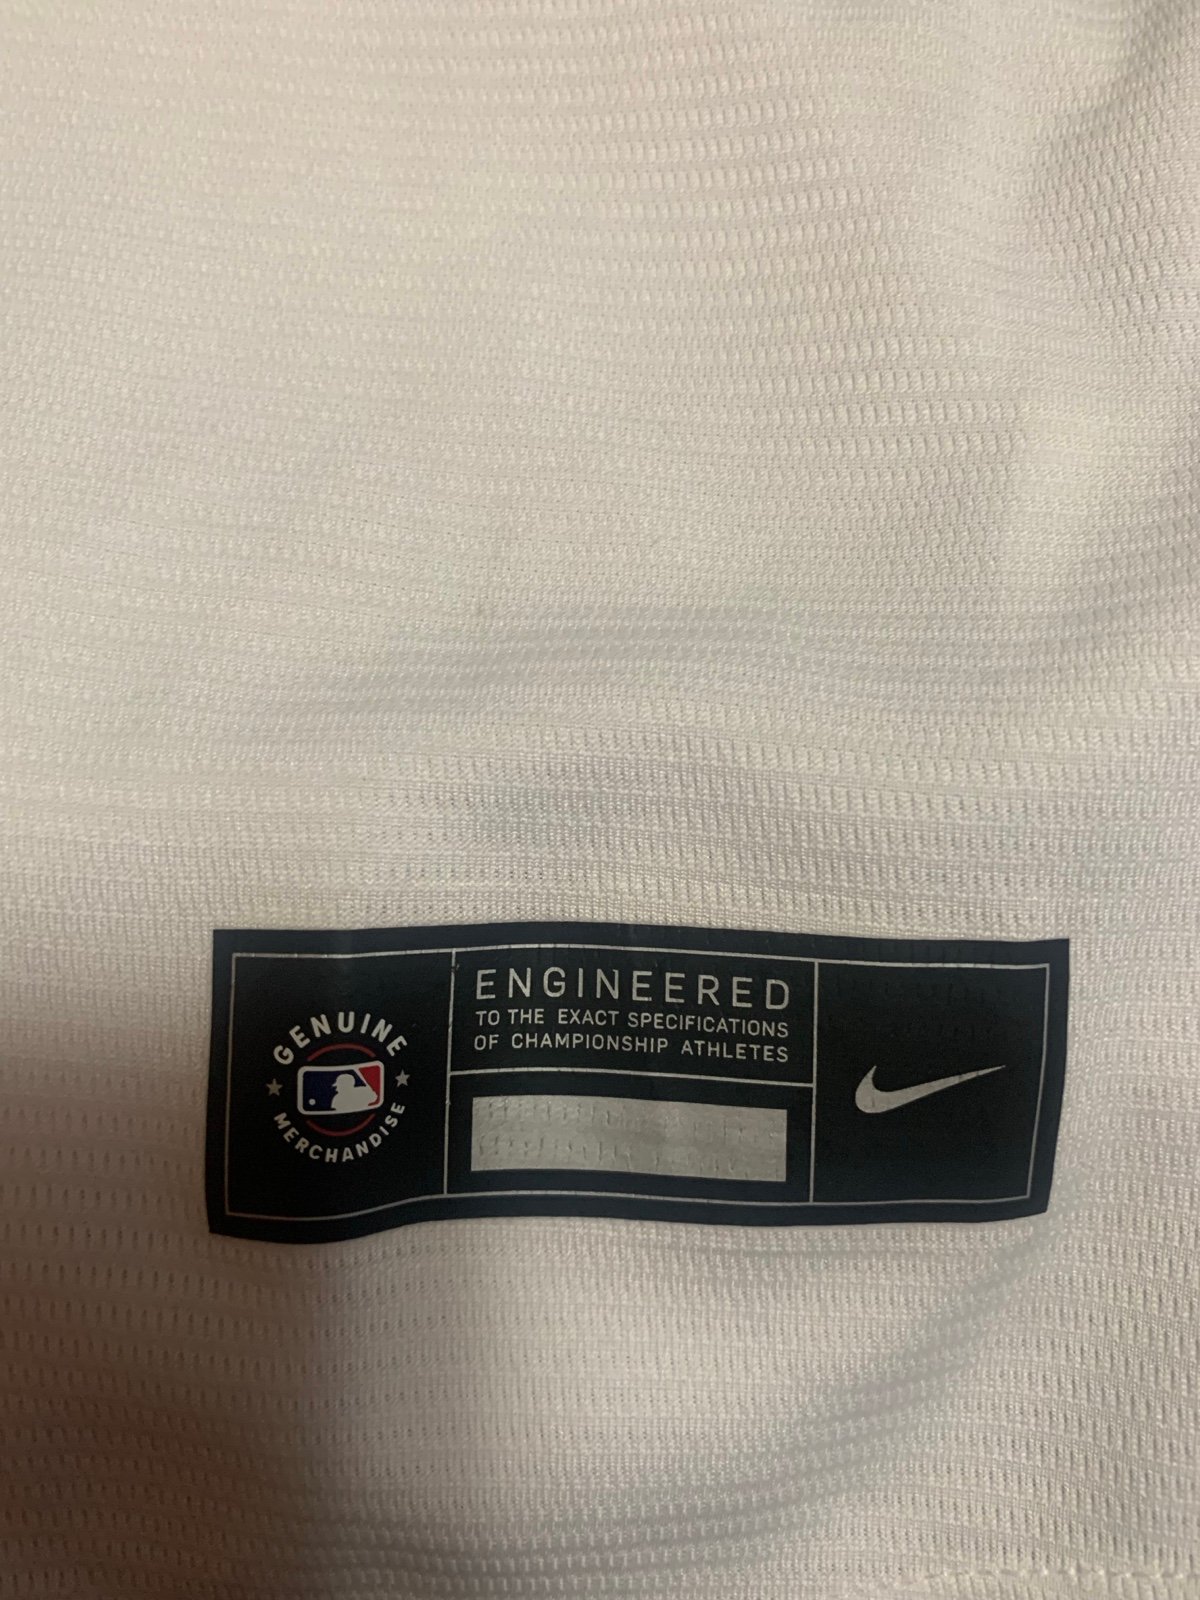 GENUINE
MERCHANDISE
ENGINEERED
TO THE EXACT SPECIFICATIONS
OF CHAMPIONSHIP ATHLETES